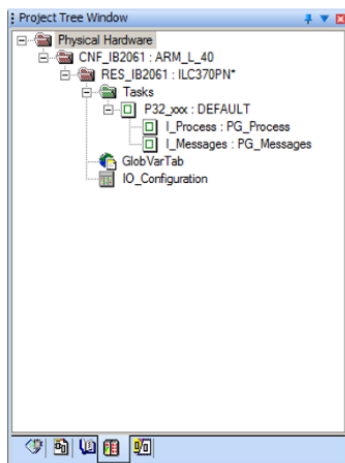 Project Tree Window
Physical Hardware
CNF_IB2061 : ARM_L_40
RES_IB2061 : ILC370PN*
Tasks
P32_xxx : DEFAULT
I_Process : PG_Process
I_Messages : PG_Messages
GlobVarTab
IO_Configuration